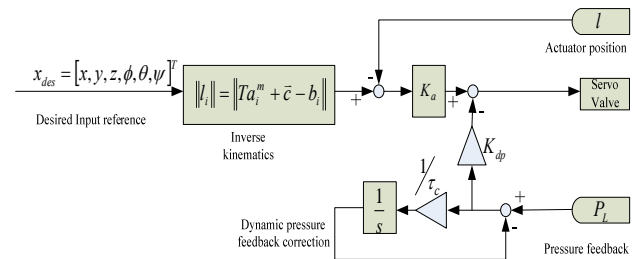 x_des = [x, y, z, ϕ, θ, ψ]^T
Desired Input reference
‖l_i‖ = ‖Ta_i^m + c̄ − b_i‖
Inverse
kinematics
-
+
l
Actuator position
K_a
+
-
Servo
Valve
K_dp
1/τ_c
1/s
+
-
P_L
Dynamic pressure
feedback correction
Pressure feedback